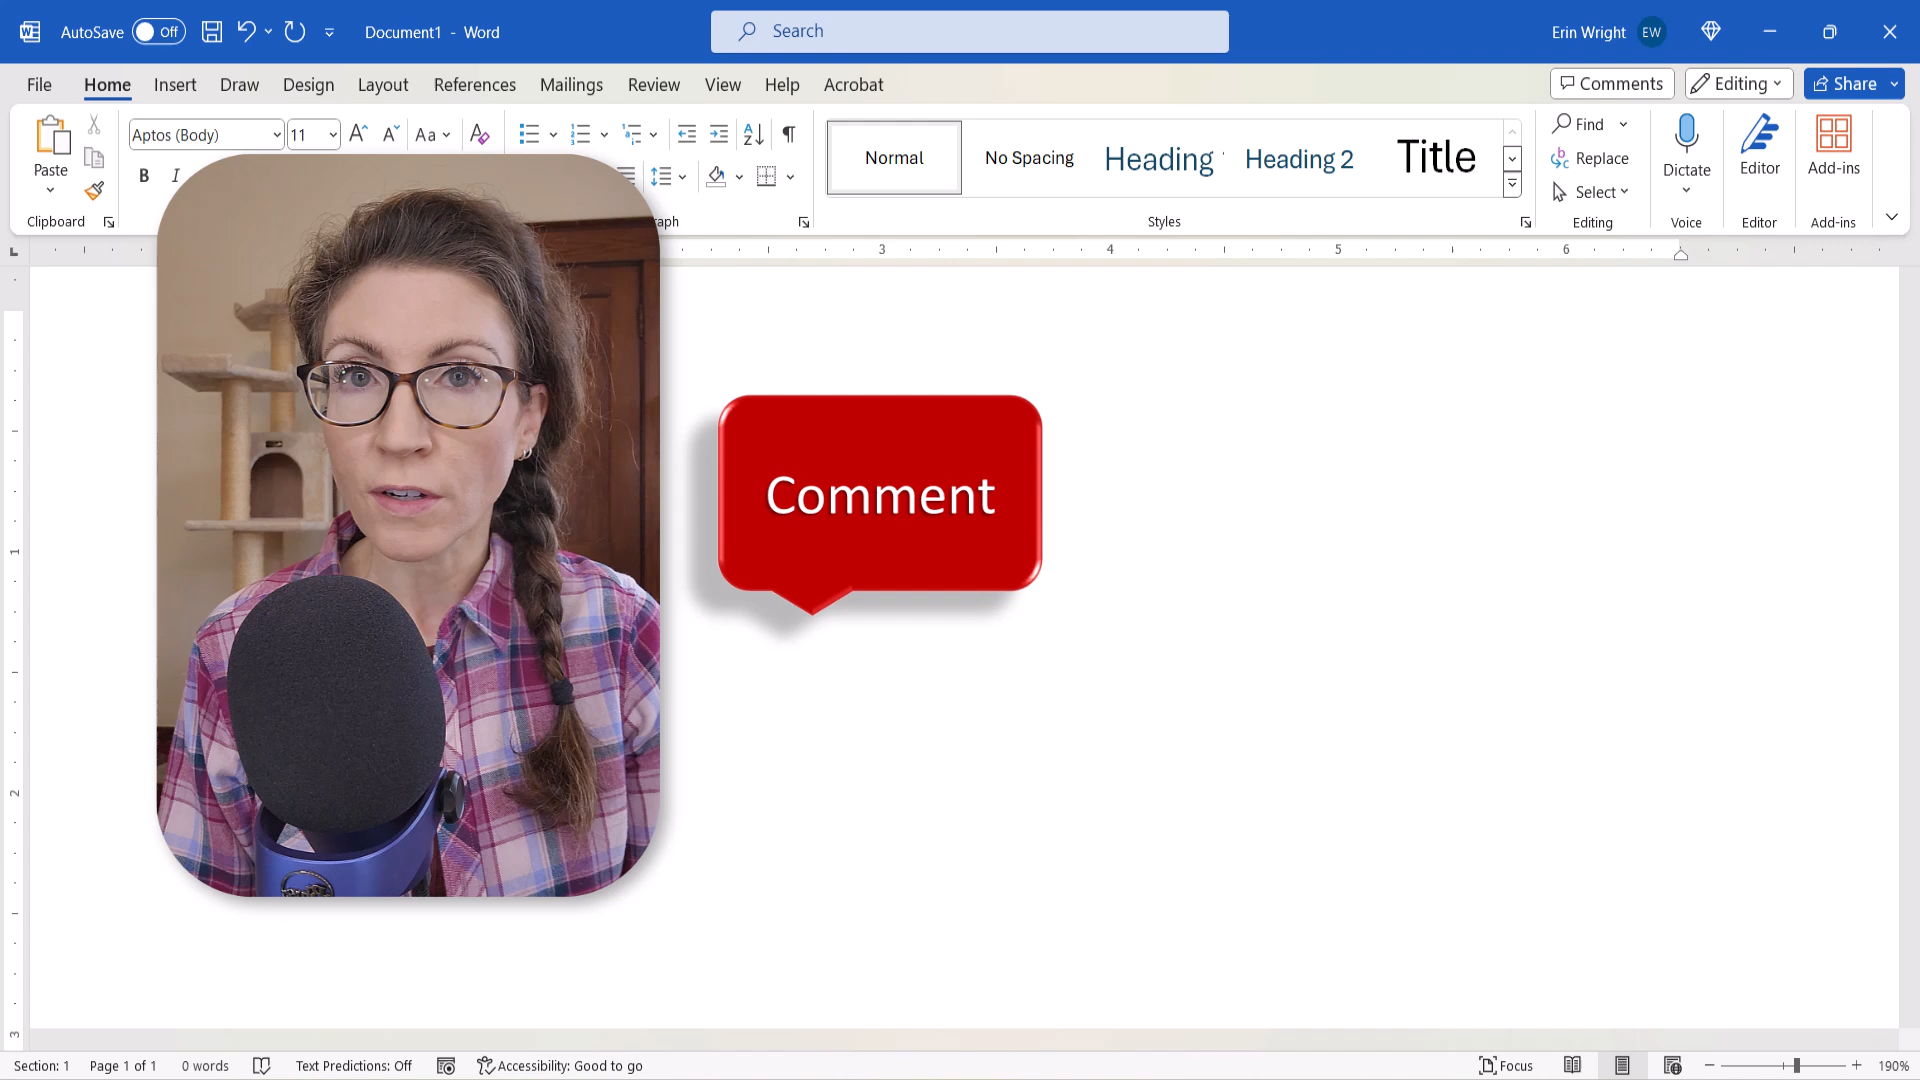 AutoSave Off Document1 - Word Search Erin Wright EW
File Home Insert Draw Design Layout References Mailings Review View Help Acrobat Comments Editing Share
Paste
Clipboard
Aptos (Body) 11 Aa
B I
Normal No Spacing Heading Heading 2 Title
Styles
Find
Replace
Select
Editing
Dictate
Voice
Editor
Editor
Add-ins
Add-ins
3 4 5 6
1
2
3
Comment
Section: 1 Page 1 of 1 0 words Text Predictions: Off Accessibility: Good to go Focus 190%